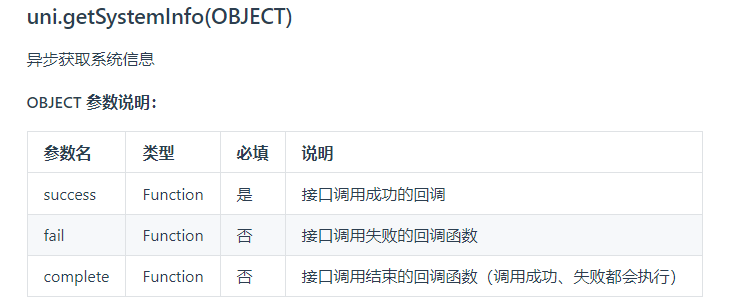 uni.getSystemInfo(OBJECT)
异步获取系统信息
OBJECT 参数说明：
参数名 类型 必填 说明
success Function 是 接口调用成功的回调
fail Function 否 接口调用失败的回调函数
complete Function 否 接口调用结束的回调函数（调用成功、失败都会执行）